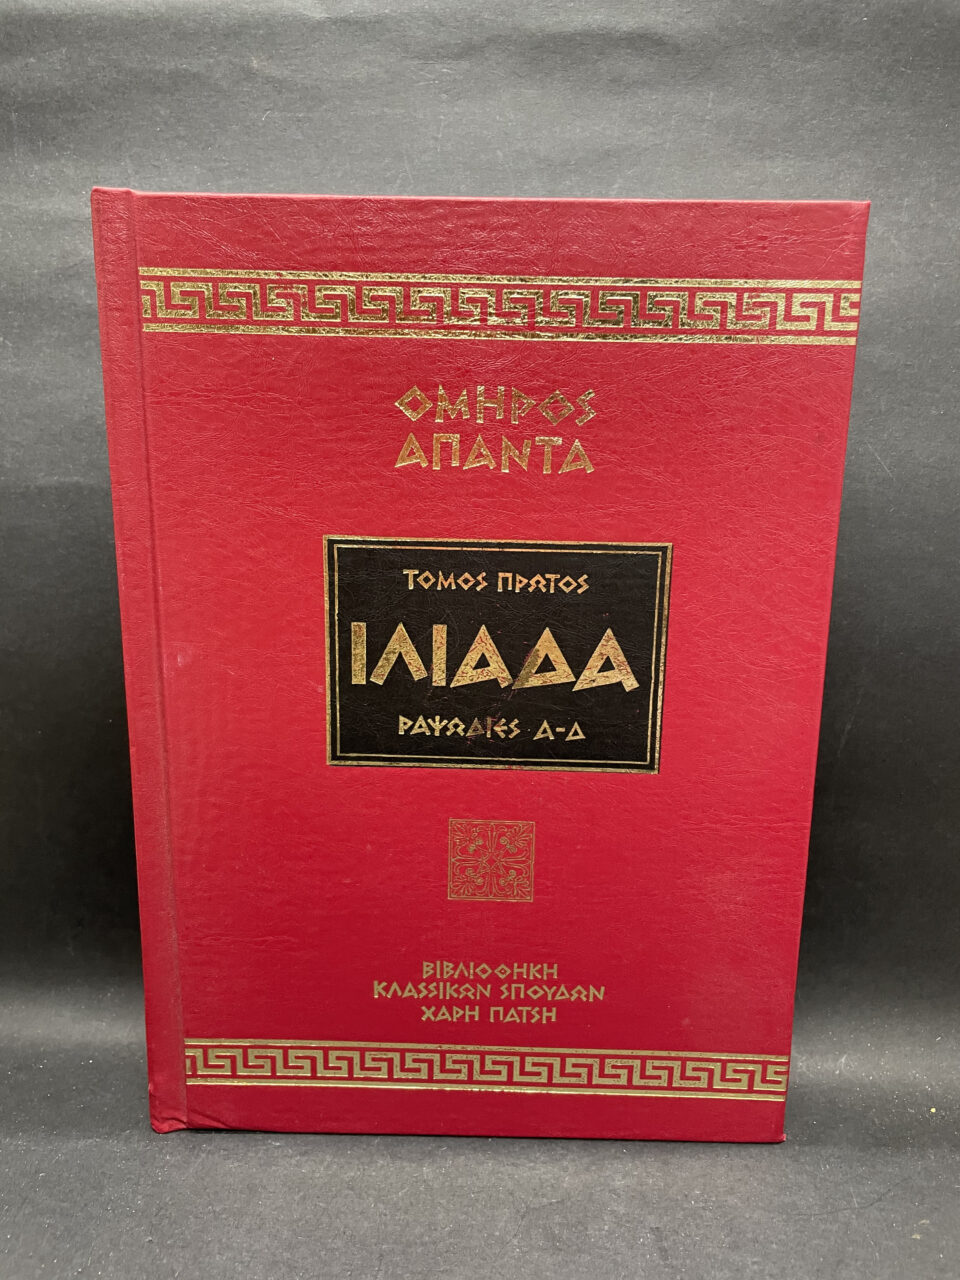 ΟΜΗΡΟΣ
ΑΠΑΝΤΑ
ΤΟΜΟΣ ΠΡΩΤΟΣ
ΙΛΙΑΔΑ
ΡΑΨΩΔΙΕΣ Α-Δ
ΒΙΒΛΙΟΘΗΚΗ
ΚΛΑΣΣΙΚΩΝ ΣΠΟΥΔΩΝ
ΧΑΡΗ ΠΑΤΣΗ